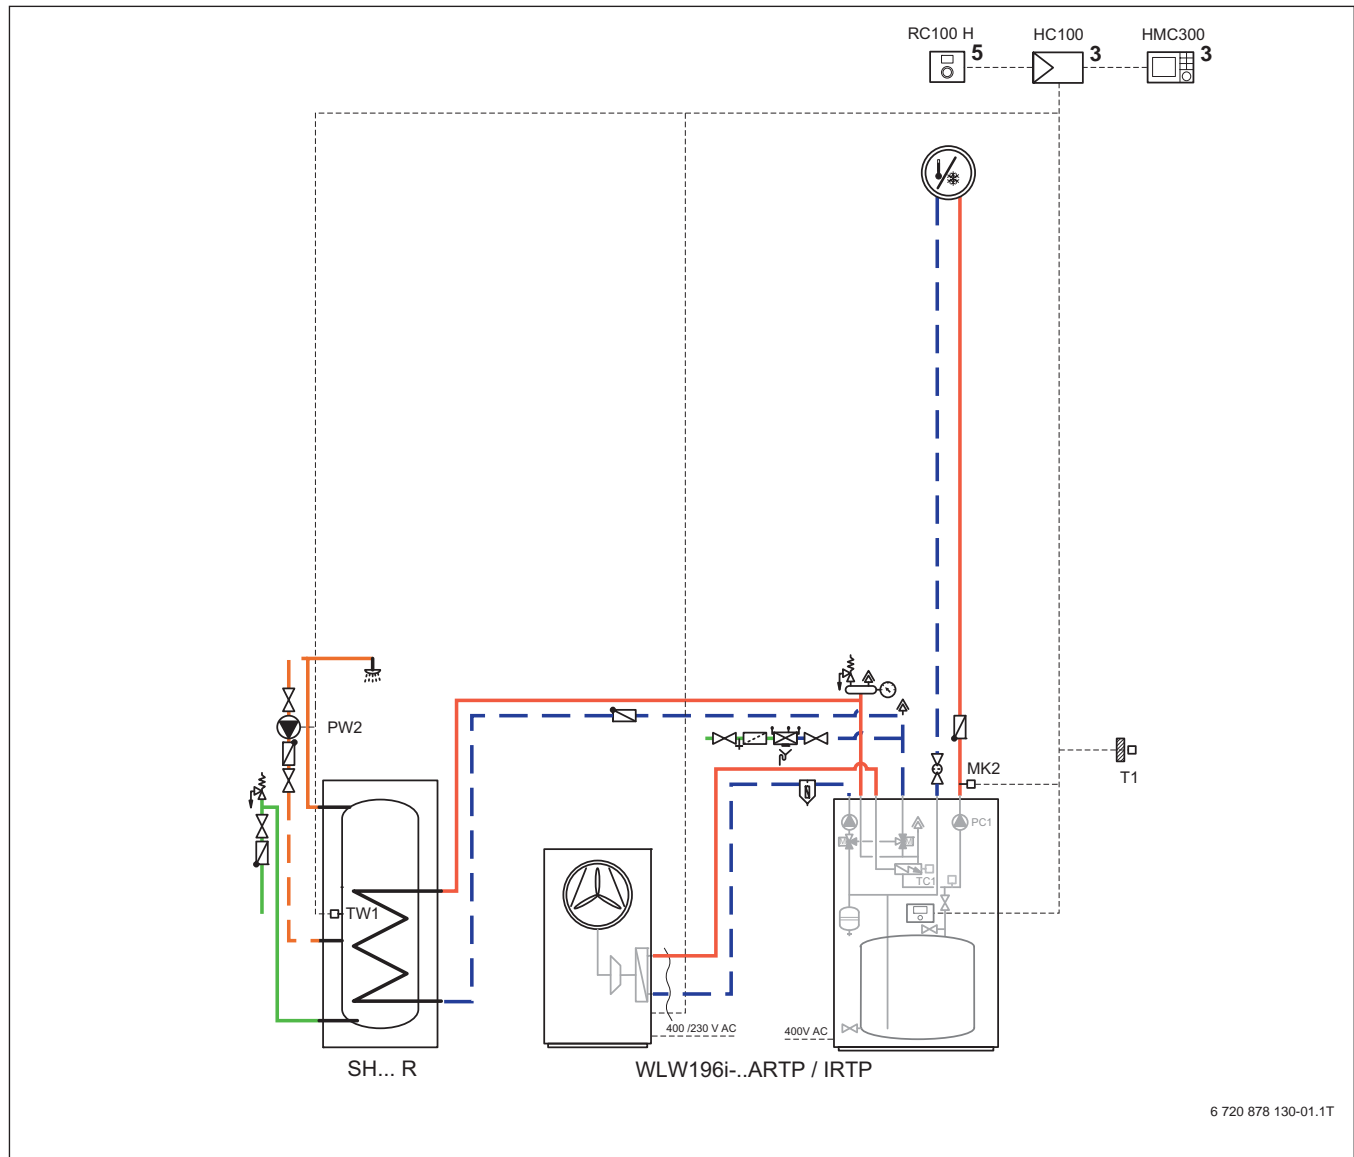 RC100 H
HC100
HMC300
5
3
3
PW2
MK2
T1
PC1
M
M
TC1
TW1
400 /230 V AC
400V AC
SH... R
WLW196i-..ARTP / IRTP
6 720 878 130-01.1T